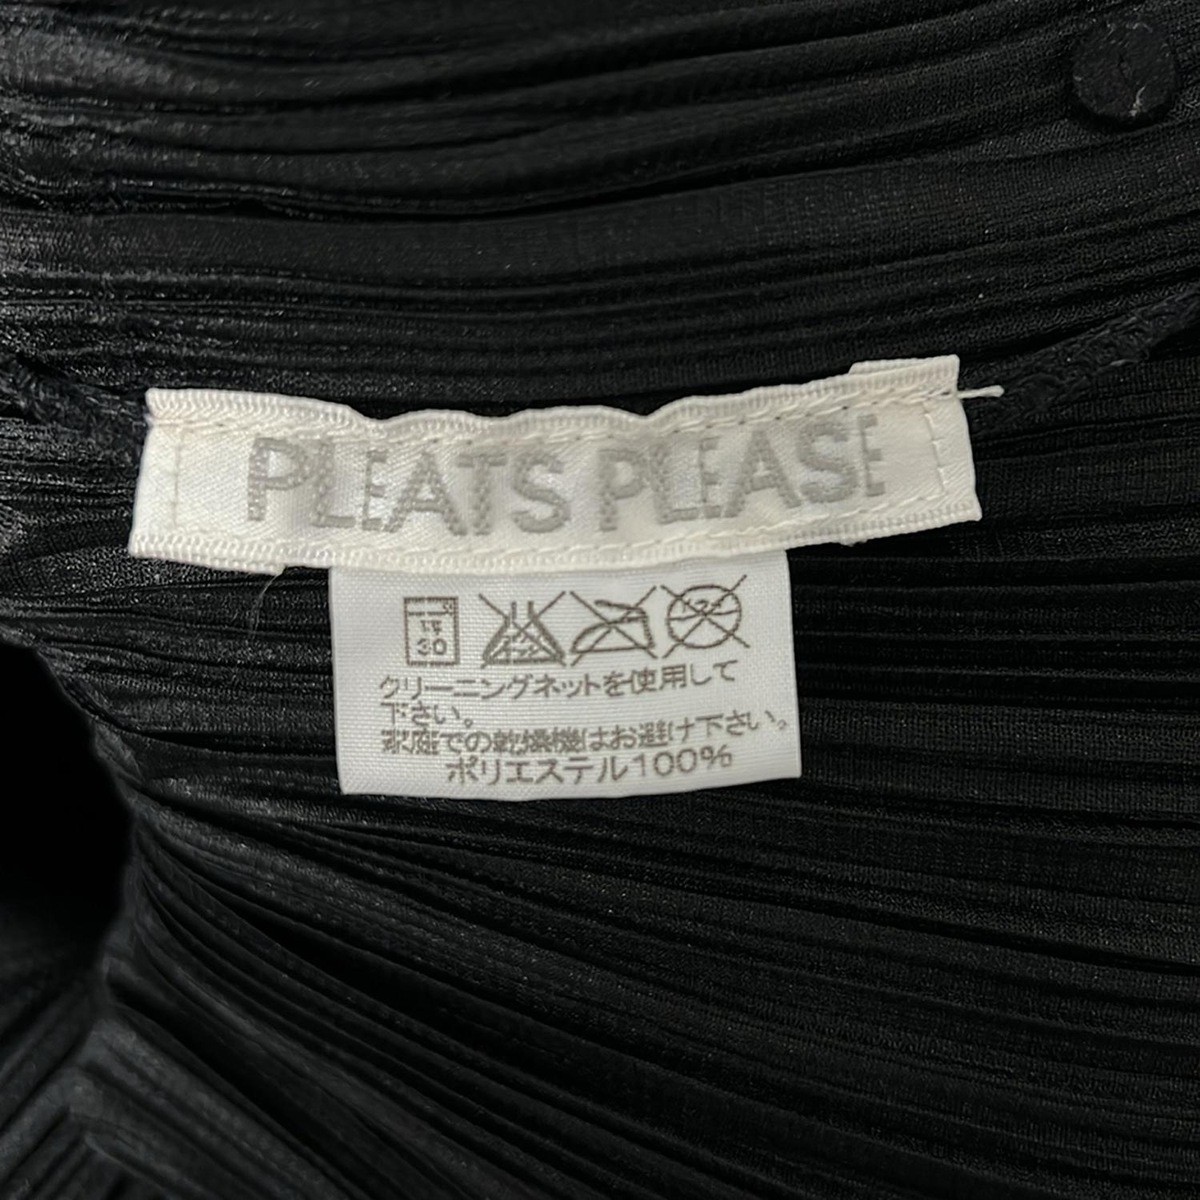 PLEATS PLEASE
30
クリーニングネットを使用して
下さい。
家庭での乾燥機はお避け下さい。
ポリエステル100%